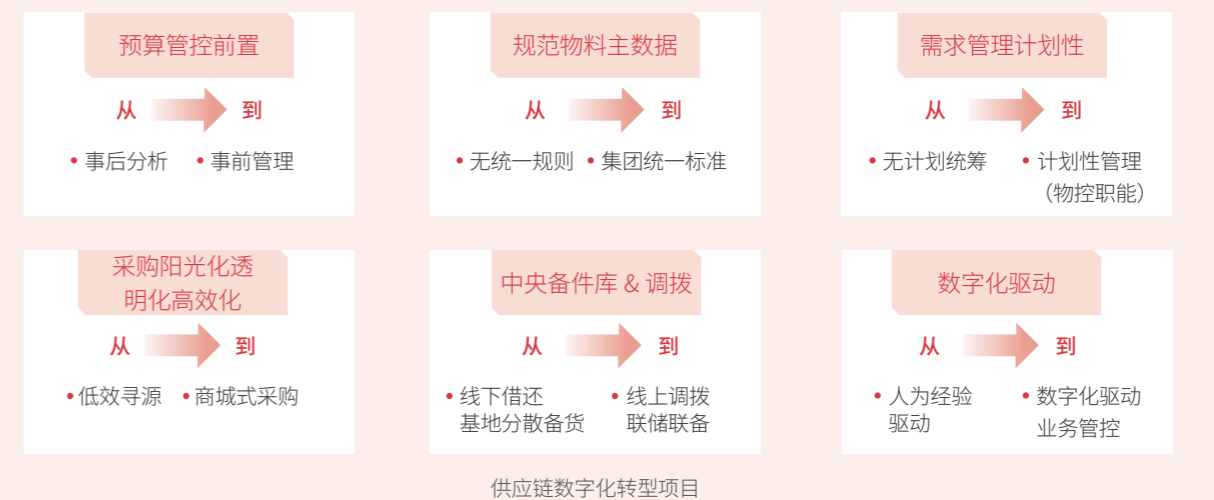 预算管控前置
从 到
• 事后分析 • 事前管理
规范物料主数据
从 到
• 无统一规则 • 集团统一标准
需求管理计划性
从 到
• 无计划统筹 • 计划性管理
（物控职能）
采购阳光化透
明化高效化
从 到
• 低效寻源 • 商城式采购
中央备件库 & 调拨
从 到
• 线下借还 • 线上调拨
基地分散备货 联储联备
数字化驱动
从 到
• 人为经验 • 数字化驱动
驱动 业务管控
供应链数字化转型项目